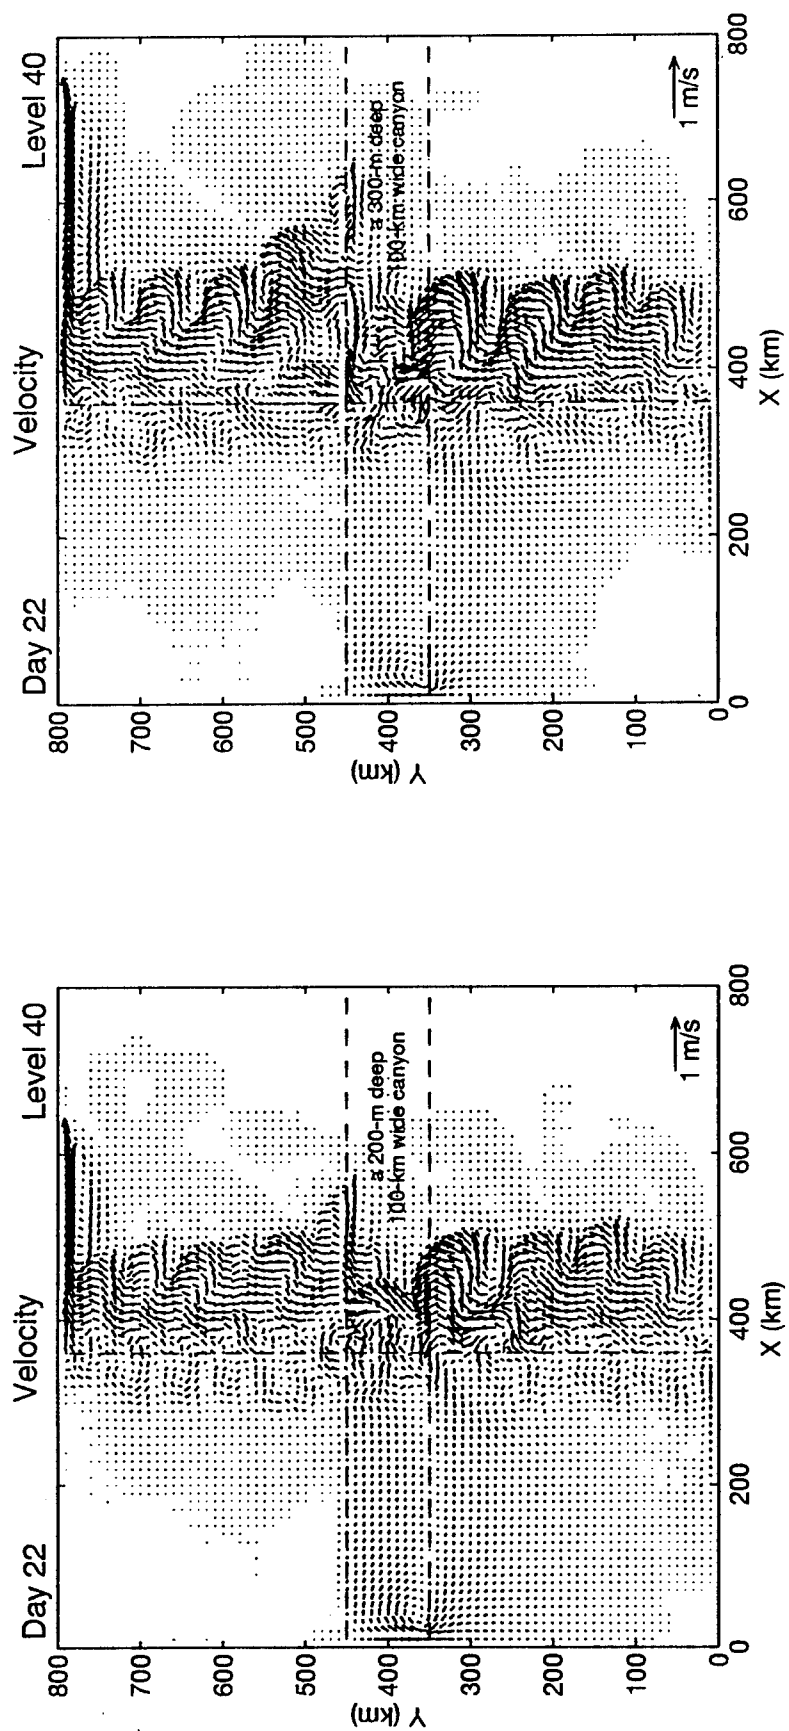 Day 22 Velocity Level 40
800
700
600
500
400
300
200
100
0
Y (km)
a 200-m deep
100-km wide canyon
1 m/s
0 200 400 600 800
X (km)
Day 22 Velocity Level 40
800
700
600
500
400
300
200
100
0
Y (km)
a 300-m deep
100-km wide canyon
1 m/s
0 200 400 600 800
X (km)